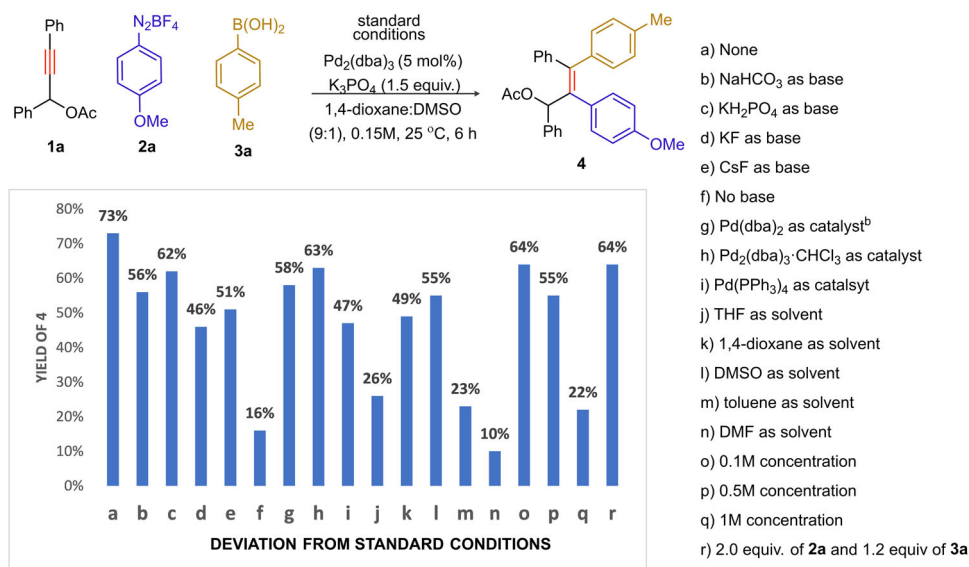 Ph
Ph
OAc
1a
N₂BF₄
OMe
2a
B(OH)₂
Me
3a
standard
conditions
Pd₂(dba)₃ (5 mol%)
K₃PO₄ (1.5 equiv.)
1,4-dioxane:DMSO
(9:1), 0.15M, 25 °C, 6 h
Me
Ph
AcO
Ph
OMe
4
YIELD OF 4
80%
70%
60%
50%
40%
30%
20%
10%
0%
73%
56%
62%
46%
51%
16%
58%
63%
47%
26%
49%
55%
23%
10%
64%
55%
22%
64%
a b c d e f g h i j k l m n o p q r
DEVIATION FROM STANDARD CONDITIONS
a) None
b) NaHCO₃ as base
c) KH₂PO₄ as base
d) KF as base
e) CsF as base
f) No base
g) Pd(dba)₂ as catalystᵇ
h) Pd₂(dba)₃·CHCl₃ as catalyst
i) Pd(PPh₃)₄ as catalsyt
j) THF as solvent
k) 1,4-dioxane as solvent
l) DMSO as solvent
m) toluene as solvent
n) DMF as solvent
o) 0.1M concentration
p) 0.5M concentration
q) 1M concentration
r) 2.0 equiv. of 2a and 1.2 equiv of 3a